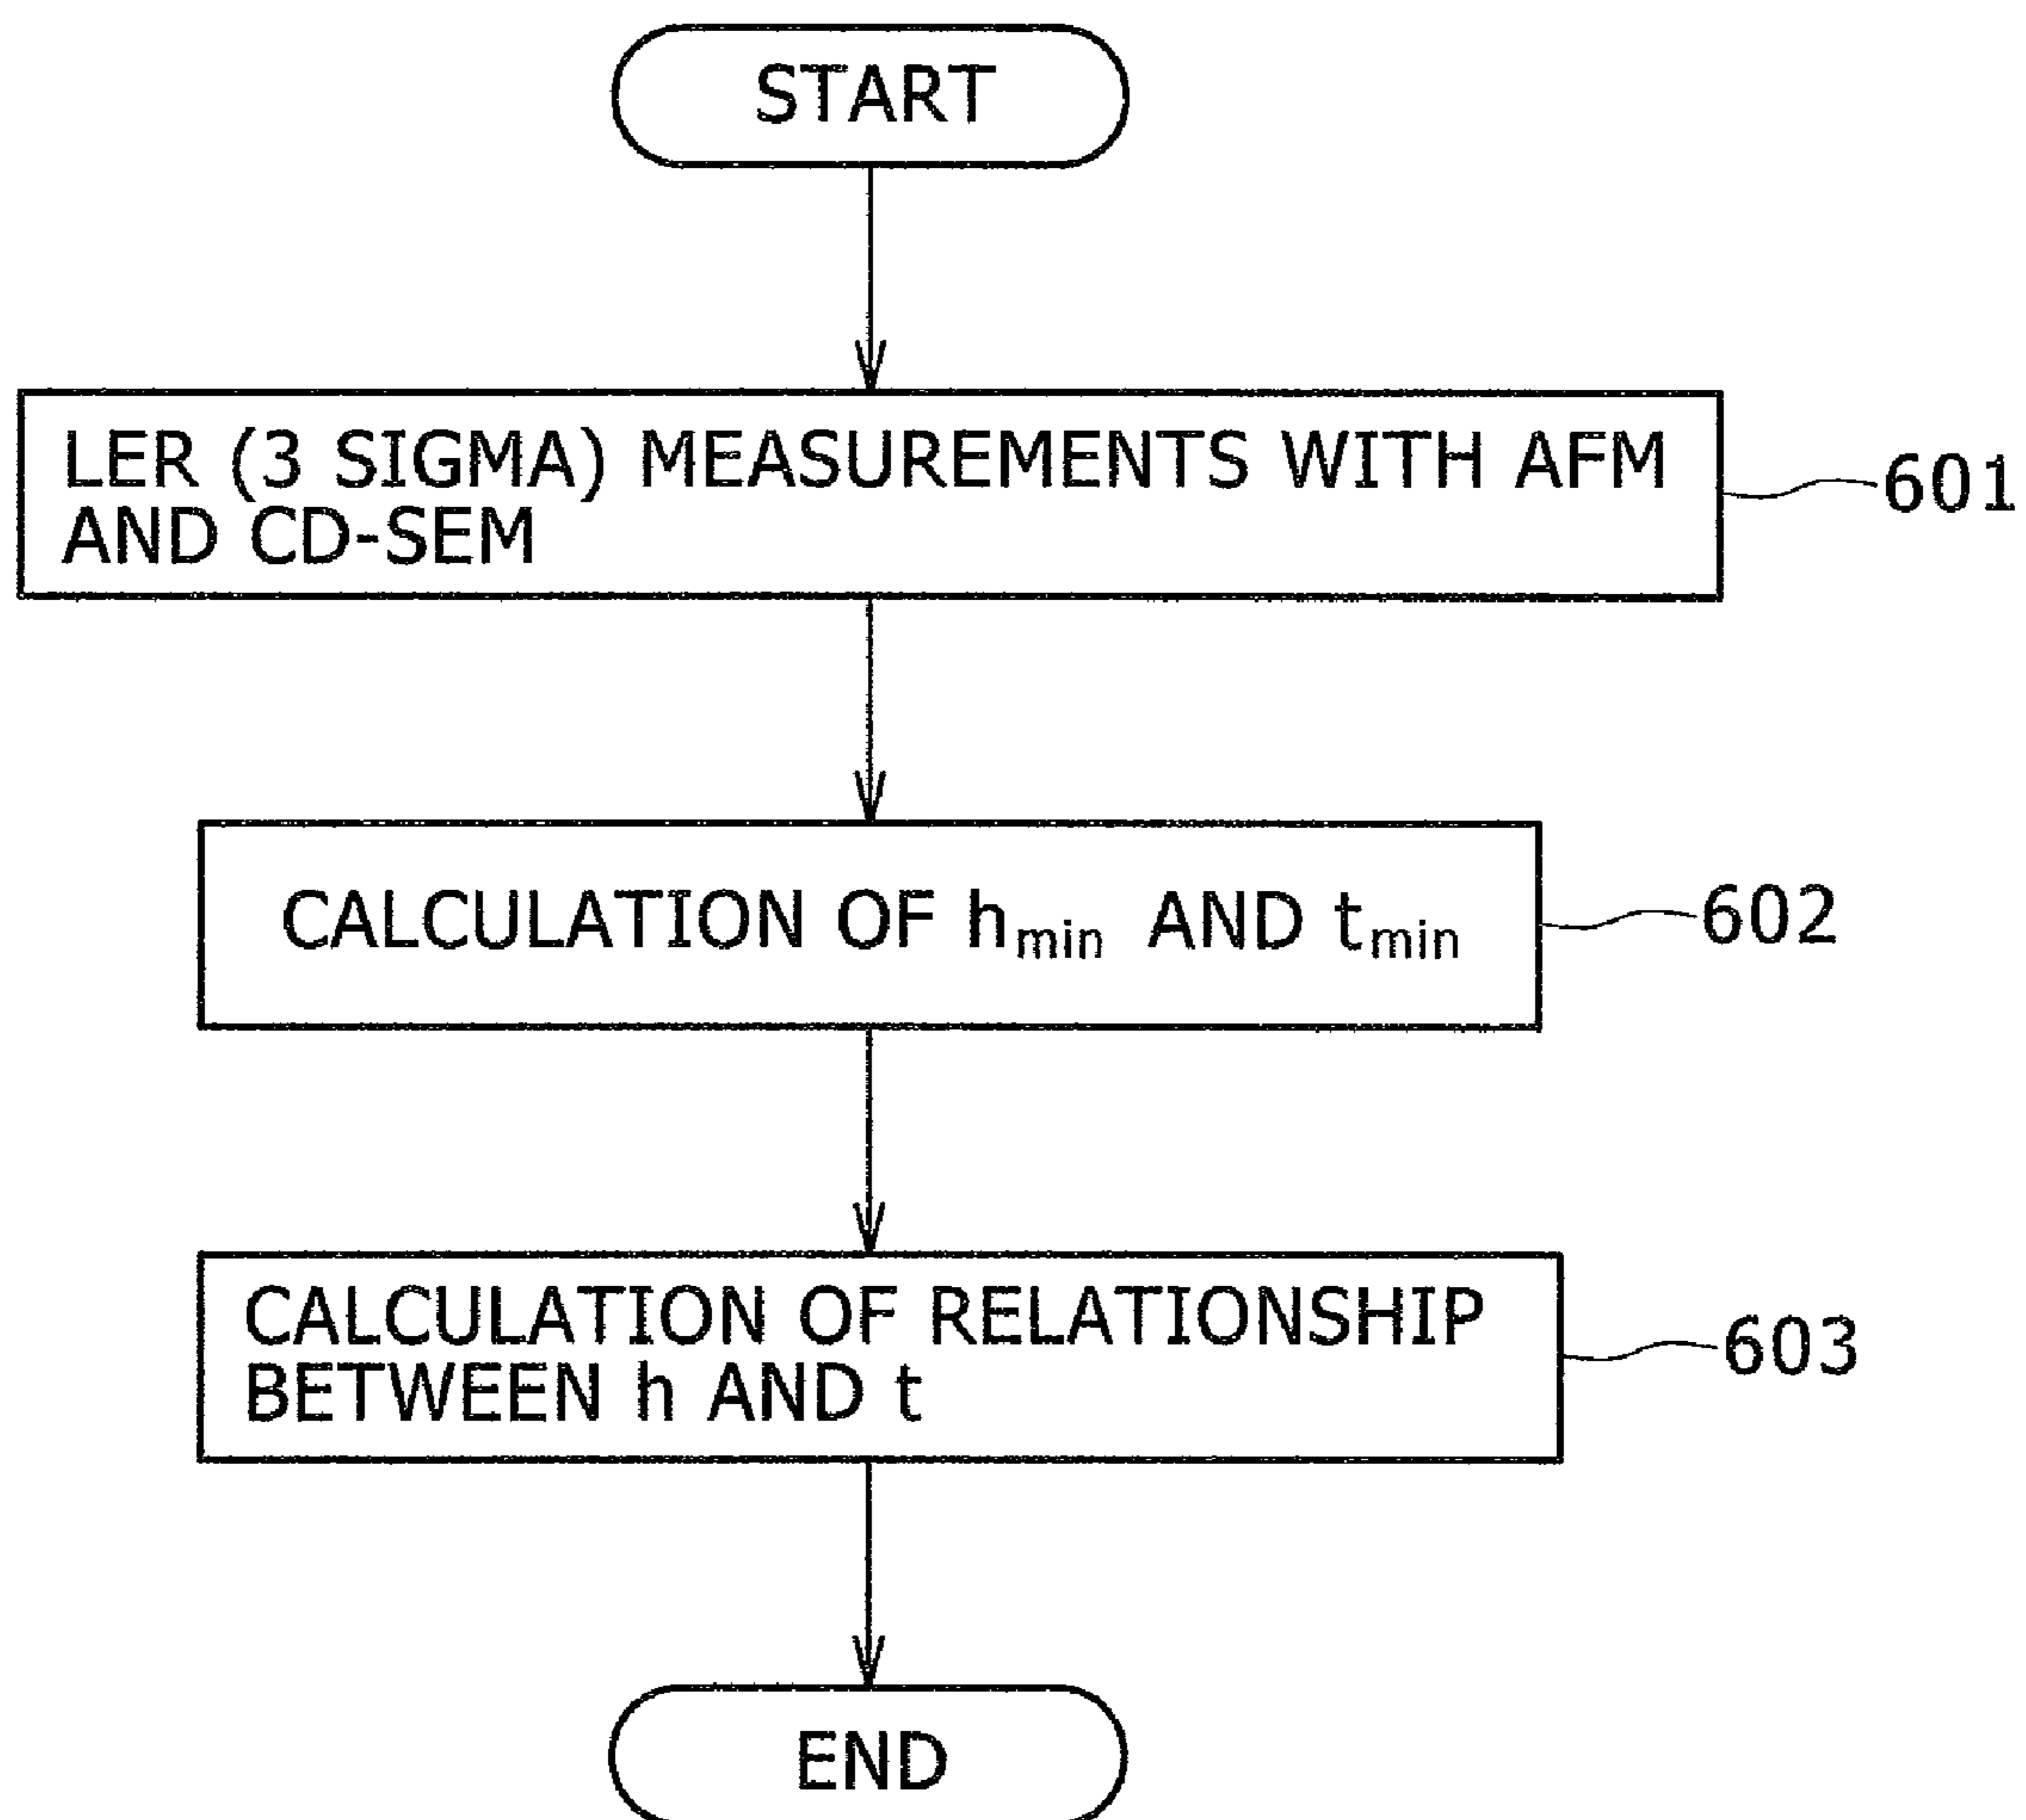 START
LER (3 SIGMA) MEASUREMENTS WITH AFM
AND CD-SEM
601
CALCULATION OF hmin AND tmin
602
CALCULATION OF RELATIONSHIP
BETWEEN h AND t
603
END